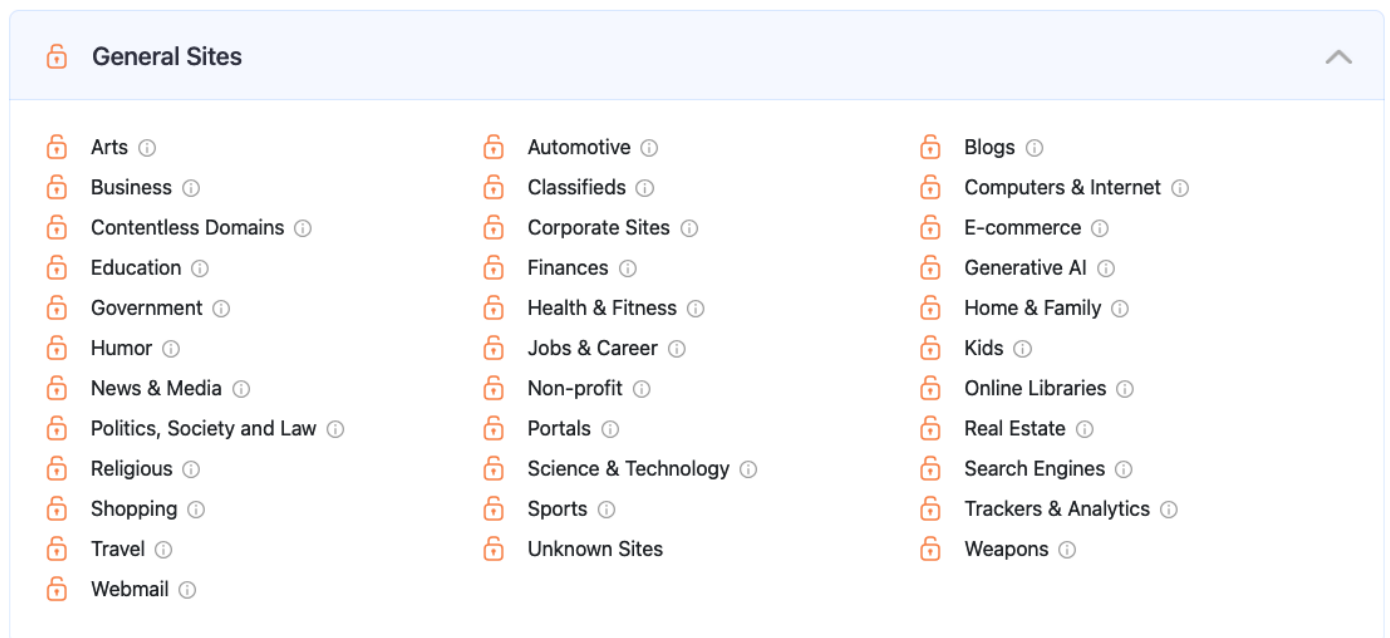 General Sites
Arts
Automotive
Blogs
Business
Classifieds
Computers & Internet
Contentless Domains
Corporate Sites
E-commerce
Education
Finances
Generative AI
Government
Health & Fitness
Home & Family
Humor
Jobs & Career
Kids
News & Media
Non-profit
Online Libraries
Politics, Society and Law
Portals
Real Estate
Religious
Science & Technology
Search Engines
Shopping
Sports
Trackers & Analytics
Travel
Unknown Sites
Weapons
Webmail